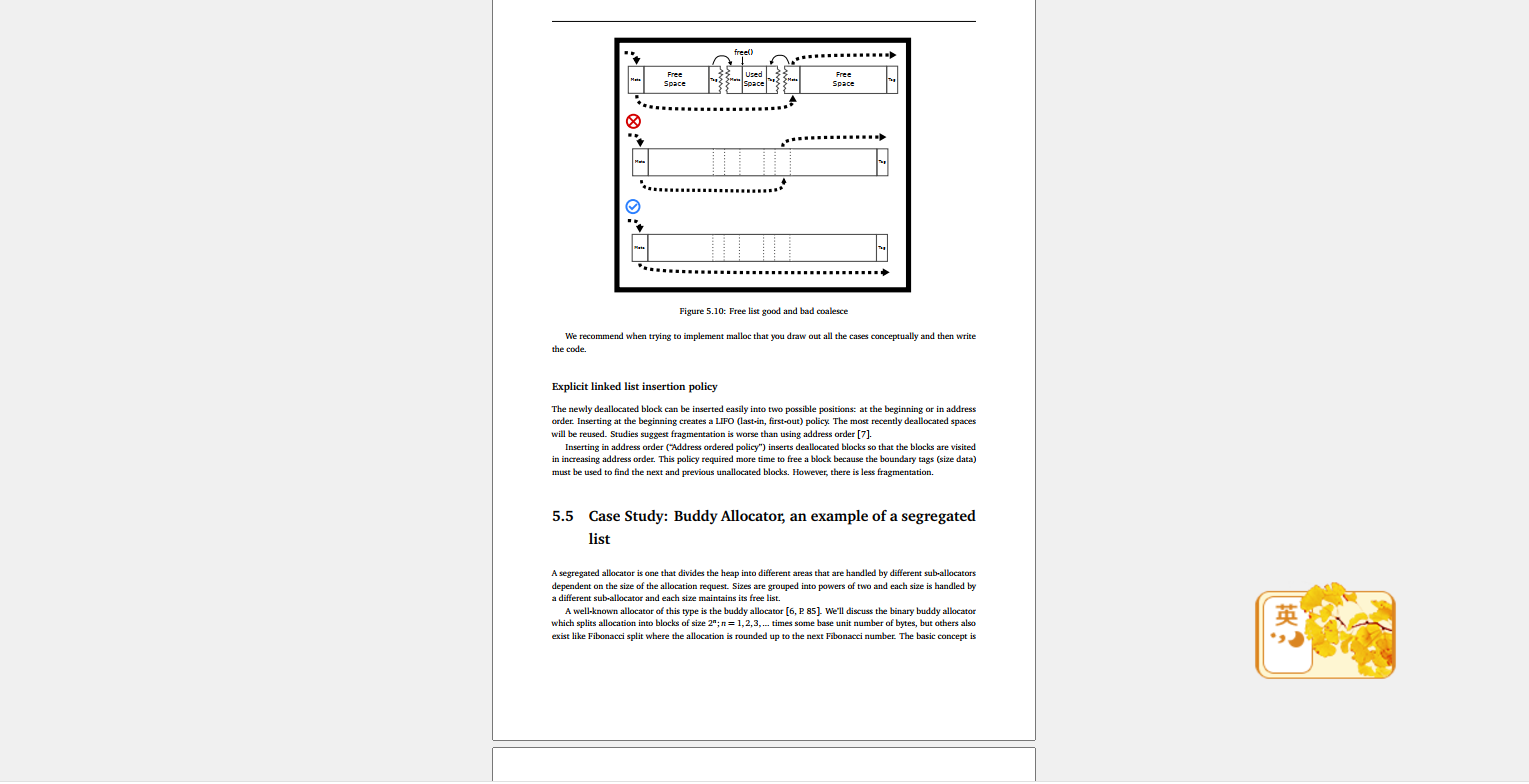 free()
Meta Free Space Tag Meta Used Space Tag Meta Free Space Tag
Meta Tag
Meta Tag
Figure 5.10: Free list good and bad coalesce
We recommend when trying to implement malloc that you draw out all the cases conceptually and then write
the code.
Explicit linked list insertion policy
The newly deallocated block can be inserted easily into two possible positions: at the beginning or in address
order. Inserting at the beginning creates a LIFO (last-in, first-out) policy. The most recently deallocated spaces
will be reused. Studies suggest fragmentation is worse than using address order [7].
Inserting in address order (“Address ordered policy”) inserts deallocated blocks so that the blocks are visited
in increasing address order. This policy required more time to free a block because the boundary tags (size data)
must be used to find the next and previous unallocated blocks. However, there is less fragmentation.
5.5 Case Study: Buddy Allocator, an example of a segregated
list
A segregated allocator is one that divides the heap into different areas that are handled by different sub-allocators
dependent on the size of the allocation request. Sizes are grouped into powers of two and each size is handled by
a different sub-allocator and each size maintains its free list.
A well-known allocator of this type is the buddy allocator [6, P. 85]. We’ll discuss the binary buddy allocator
which splits allocation into blocks of size 2ⁿ; n = 1, 2, 3, ... times some base unit number of bytes, but others also
exist like Fibonacci split where the allocation is rounded up to the next Fibonacci number. The basic concept is
英